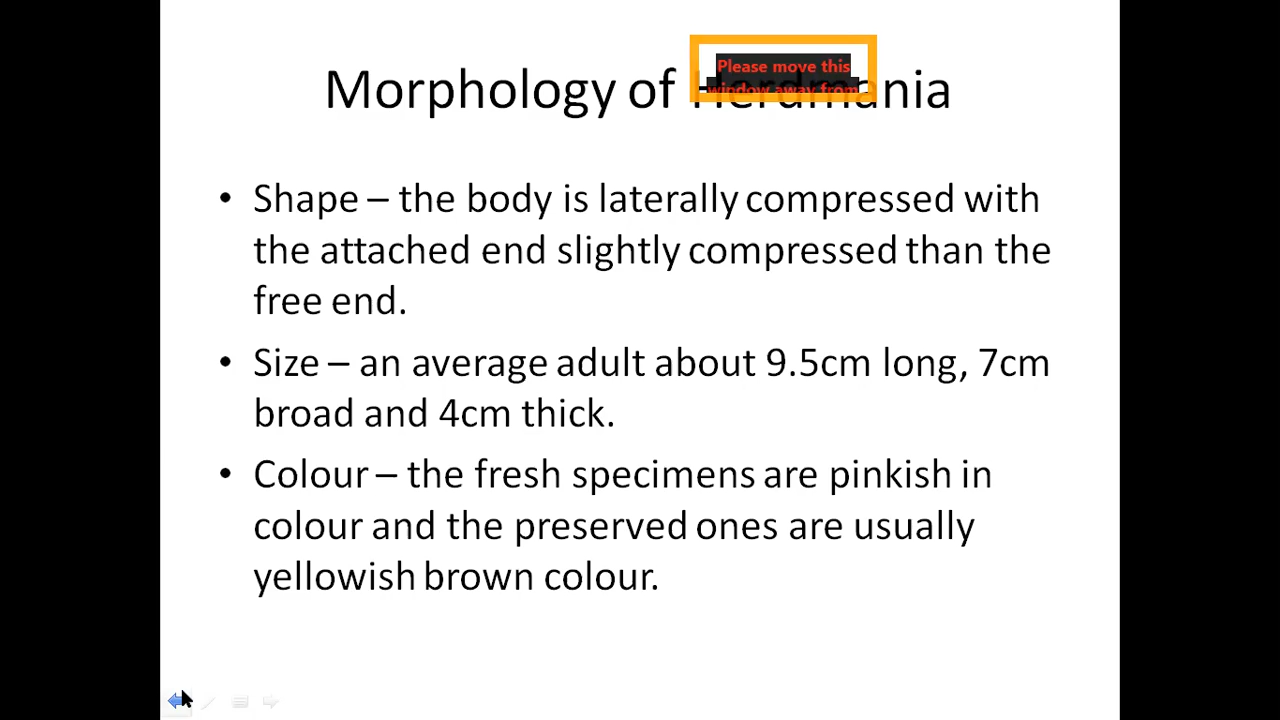 Please move this
window away from
Morphology of Herdmania
• Shape – the body is laterally compressed with
the attached end slightly compressed than the
free end.
• Size – an average adult about 9.5cm long, 7cm
broad and 4cm thick.
• Colour – the fresh specimens are pinkish in
colour and the preserved ones are usually
yellowish brown colour.